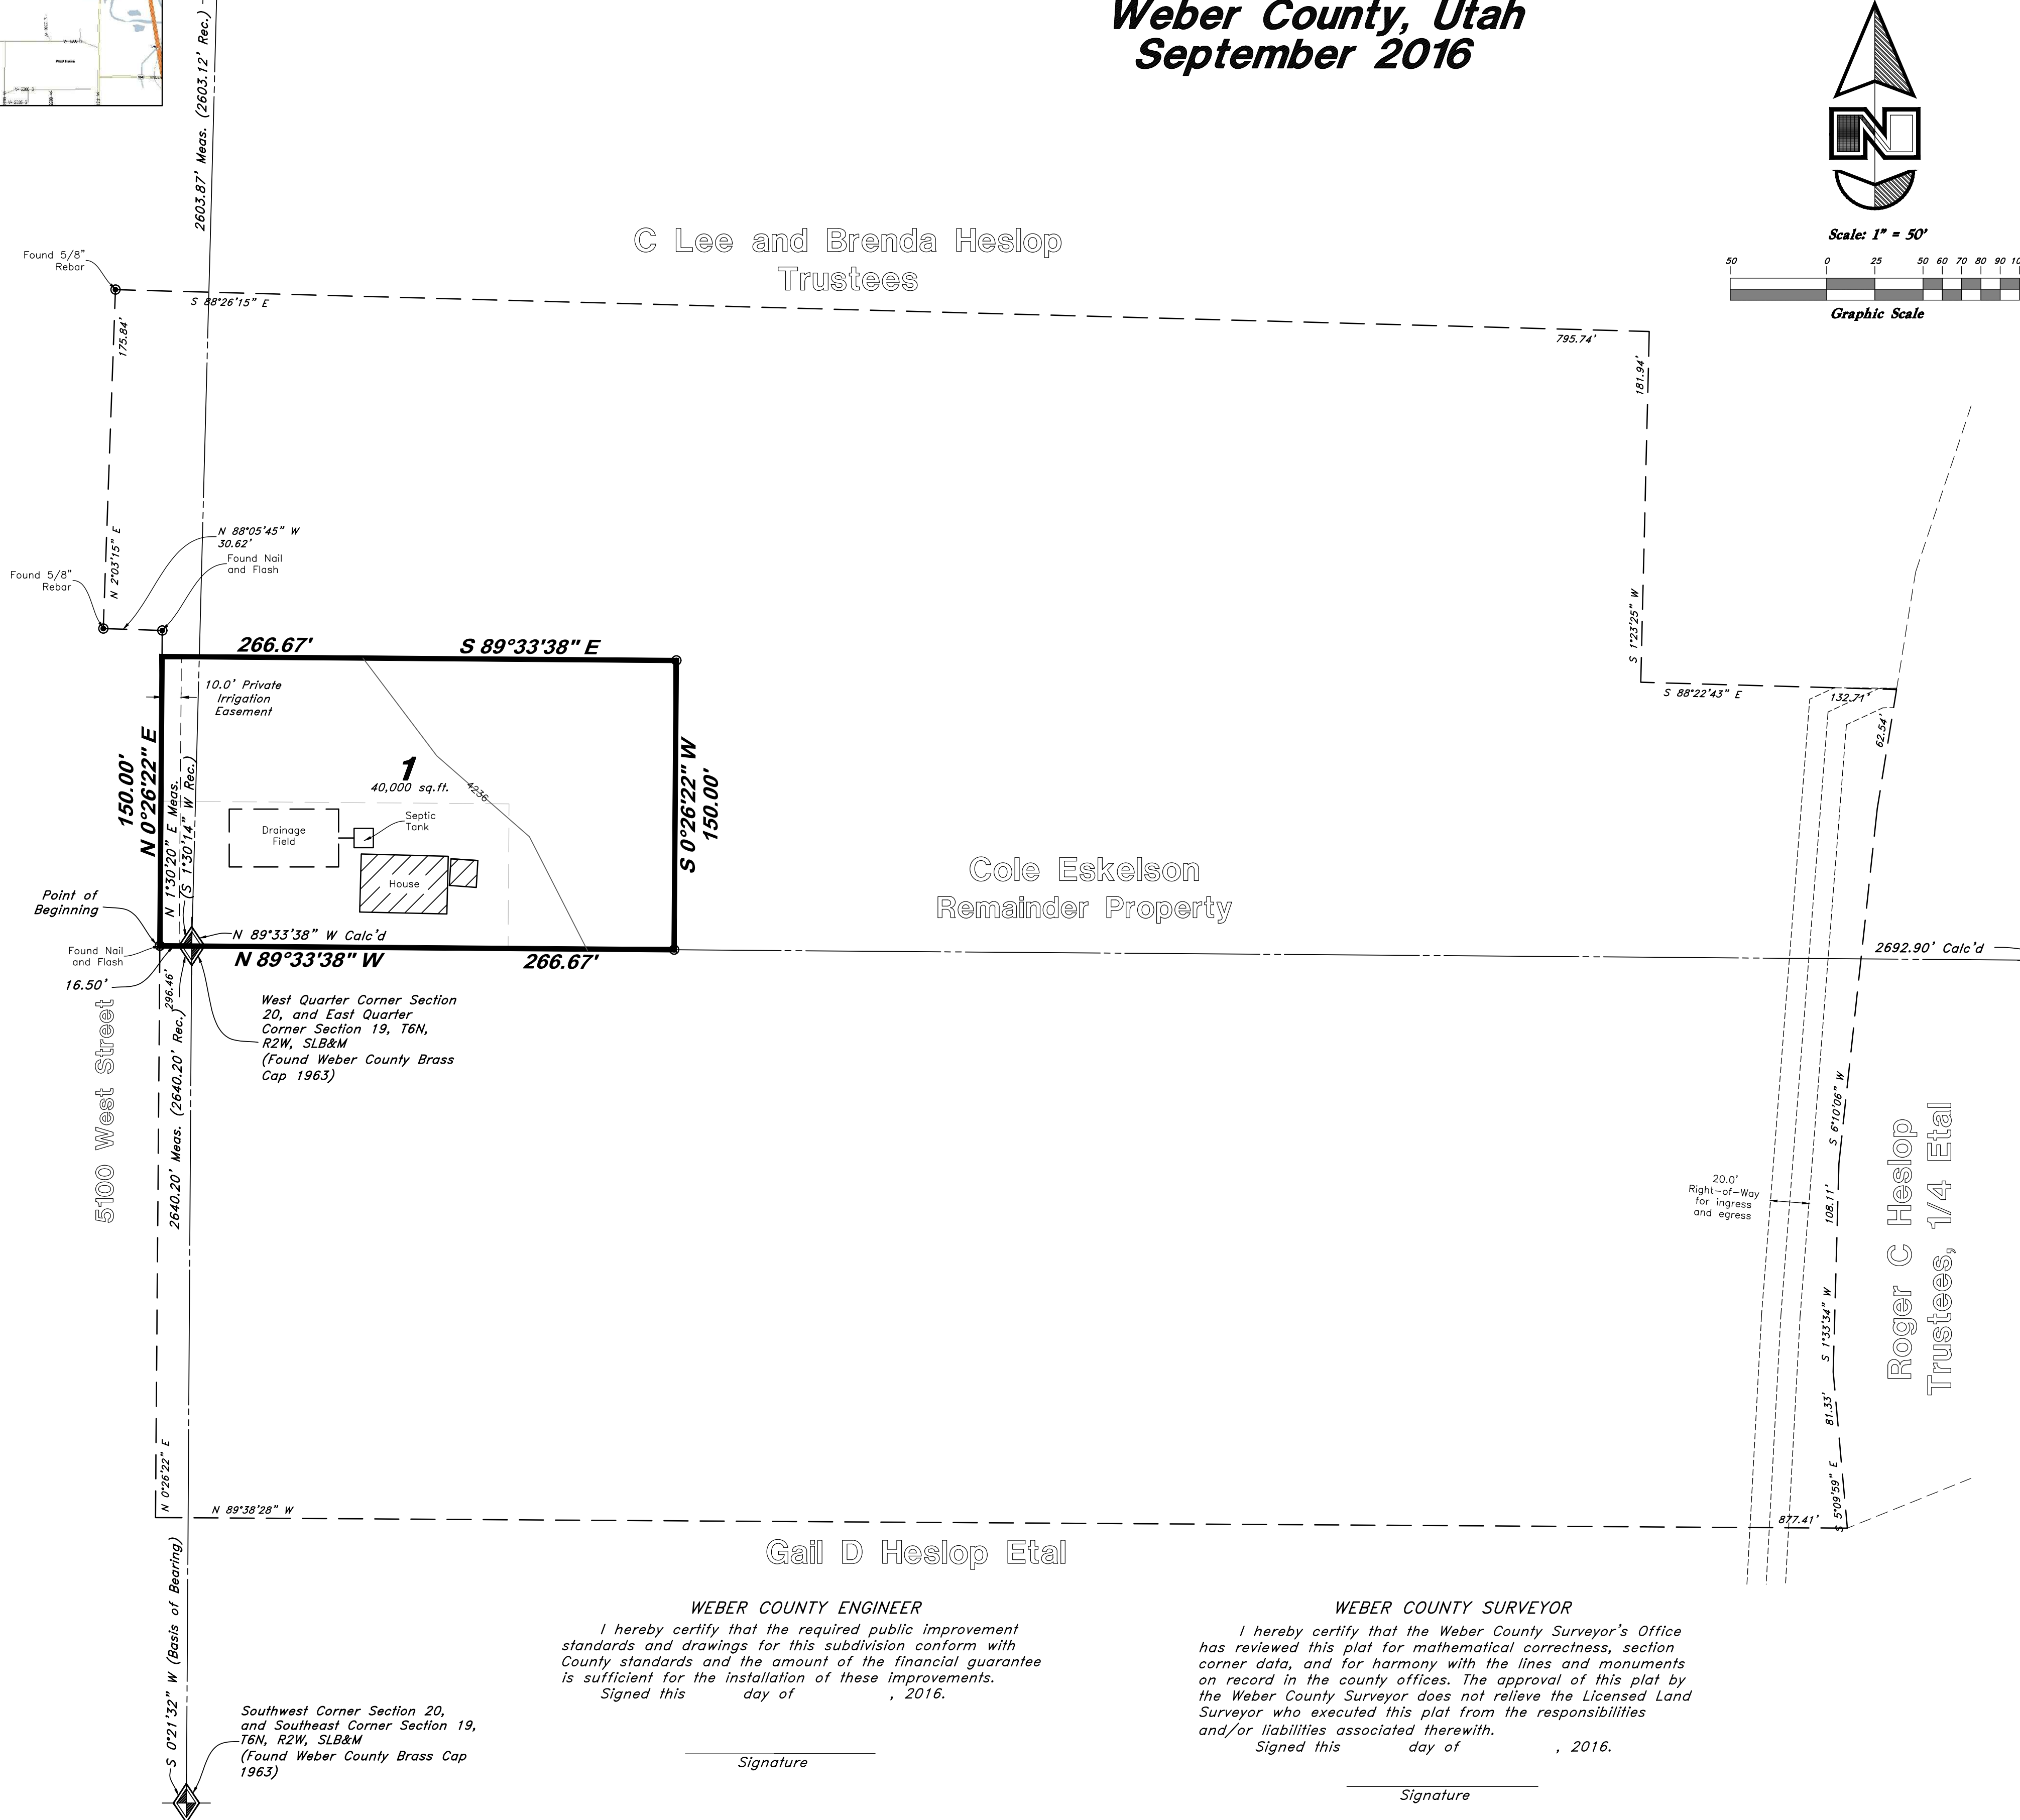 Weber County, Utah
September 2016
2603.87' Meas. (2603.12' Rec.)
Scale: 1" = 50'
50 0 25 50 60 70 80 90
Graphic Scale
C Lee and Brenda Heslop
Trustees
Found 5/8"
Rebar
S 88°26'15" E
795.74'
175.84'
N 2°03'15" E
181.94'
S 1°23'25" W
N 88°05'45" W
30.62'
Found Nail
and Flash
Found 5/8"
Rebar
266.67'
S 89°33'38" E
S 88°22'43" E
132.71'
62.54'
10.0' Private
Irrigation
Easement
150.00'
N 0°26'22" E
N 1°30'20" E Meas.
(S 1°30'14" W Rec.)
1
40,000 sq.ft.
4236
S 0°26'22" W
150.00'
Drainage
Field
Septic
Tank
House
Cole Eskelson
Remainder Property
Point of
Beginning
N 89°33'38" W Calc'd
Found Nail
and Flash
N 89°33'38" W
266.67'
2692.90' Calc'd
16.50'
296.46'
West Quarter Corner Section
20, and East Quarter
Corner Section 19, T6N,
R2W, SLB&M
(Found Weber County Brass
Cap 1963)
5100 West Street
2640.20' Meas. (2640.20' Rec.)
S 6°10'06" W
20.0'
Right-of-Way
for ingress
and egress
108.11'
S 1°33'34" W
81.33'
S 5°09'59" E
Roger C Heslop
Trustees, 1/4 Etal
N 0°26'22" E
N 89°38'28" W
877.41'
Gail D Heslop Etal
S 0°21'32" W (Basis of Bearing)
WEBER COUNTY ENGINEER
I hereby certify that the required public improvement
standards and drawings for this subdivision conform with
County standards and the amount of the financial guarantee
is sufficient for the installation of these improvements.
Signed this day of , 2016.
Signature
WEBER COUNTY SURVEYOR
I hereby certify that the Weber County Surveyor's Office
has reviewed this plat for mathematical correctness, section
corner data, and for harmony with the lines and monuments
on record in the county offices. The approval of this plat by
the Weber County Surveyor does not relieve the Licensed Land
Surveyor who executed this plat from the responsibilities
and/or liabilities associated therewith.
Signed this day of , 2016.
Signature
Southwest Corner Section 20,
and Southeast Corner Section 19,
T6N, R2W, SLB&M
(Found Weber County Brass Cap
1963)